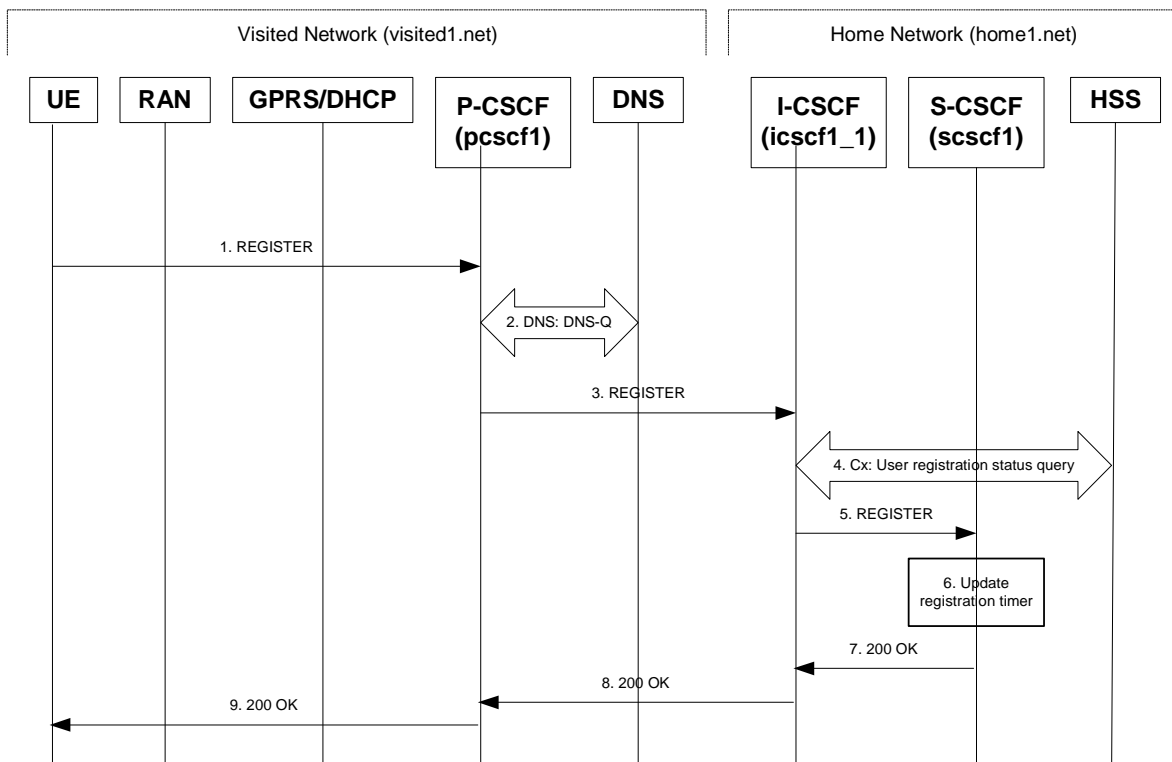 Visited Network (visited1.net)
Home Network (home1.net)
UE
RAN
GPRS/DHCP
P-CSCF
(pcscf1)
DNS
I-CSCF
(icscf1_1)
S-CSCF
(scscf1)
HSS
1. REGISTER
2. DNS: DNS-Q
3. REGISTER
4. Cx: User registration status query
5. REGISTER
6. Update
registration timer
7. 200 OK
8. 200 OK
9. 200 OK